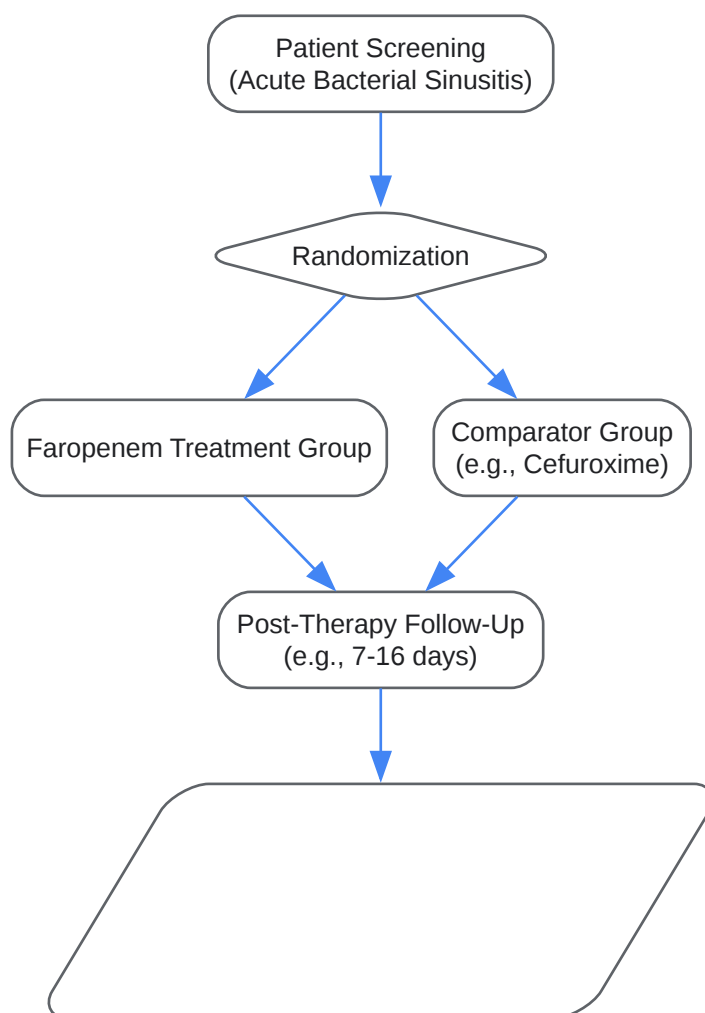 Patient Screening
(Acute Bacterial Sinusitis)
Randomization
Faropenem Treatment Group
Comparator Group
(e.g., Cefuroxime)
Post-Therapy Follow-Up
(e.g., 7-16 days)